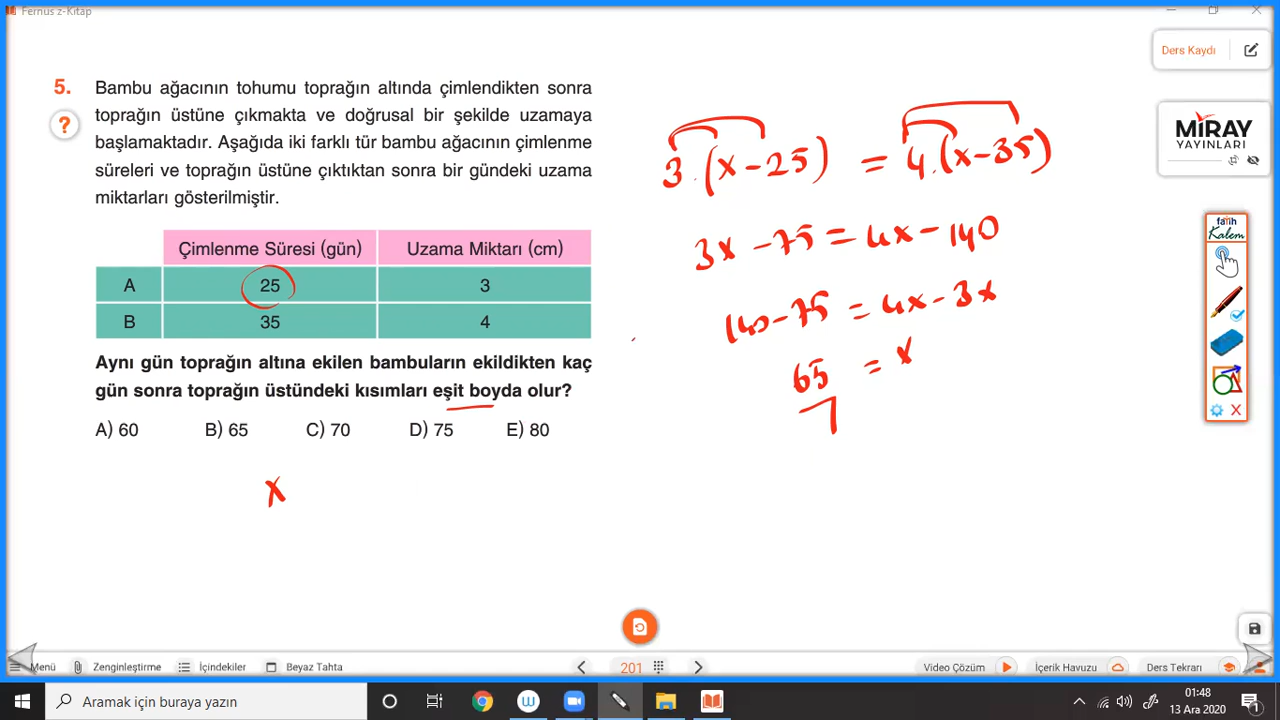 Fernus z-Kitap
Ders Kaydı
5. Bambu ağacının tohumu toprağın altında çimlendikten sonra
toprağın üstüne çıkmakta ve doğrusal bir şekilde uzamaya
başlamaktadır. Aşağıda iki farklı tür bambu ağacının çimlenme
süreleri ve toprağın üstüne çıktıktan sonra bir gündeki uzama
miktarları gösterilmiştir.
Çimlenme Süresi (gün) Uzama Miktarı (cm)
A 25 3
B 35 4
Aynı gün toprağın altına ekilen bambuların ekildikten kaç
gün sonra toprağın üstündeki kısımları eşit boyda olur?
A) 60 B) 65 C) 70 D) 75 E) 80
x
3.(x-25) = 4.(x-35)
3x-75 = 4x-140
140-75 = 4x-3x
65 = x
MİRAY
YAYINLARI
fatih
Kalem
Menü Zenginleştirme İçindekiler Beyaz Tahta 201 Video Çözüm İçerik Havuzu Ders Tekrarı
Aramak için buraya yazın
01:48
13 Ara 2020
1